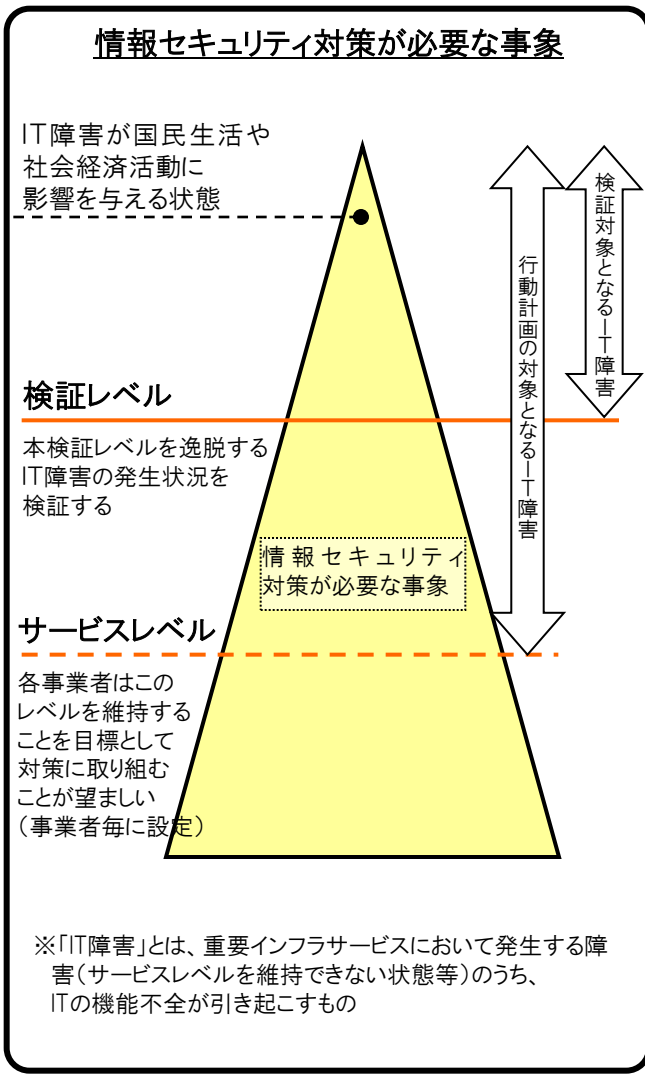 情報セキュリティ対策が必要な事象
IT障害が国民生活や
社会経済活動に
影響を与える状態
検証対象となるIT障害
行動計画の対象となるIT障害
検証レベル
本検証レベルを逸脱する
IT障害の発生状況を
検証する
情報セキュリティ
対策が必要な事象
サービスレベル
各事業者はこの
レベルを維持する
ことを目標として
対策に取り組む
ことが望ましい
（事業者毎に設定）
※「IT障害」とは、重要インフラサービスにおいて発生する障
害（サービスレベルを維持できない状態等）のうち、
ITの機能不全が引き起こすもの